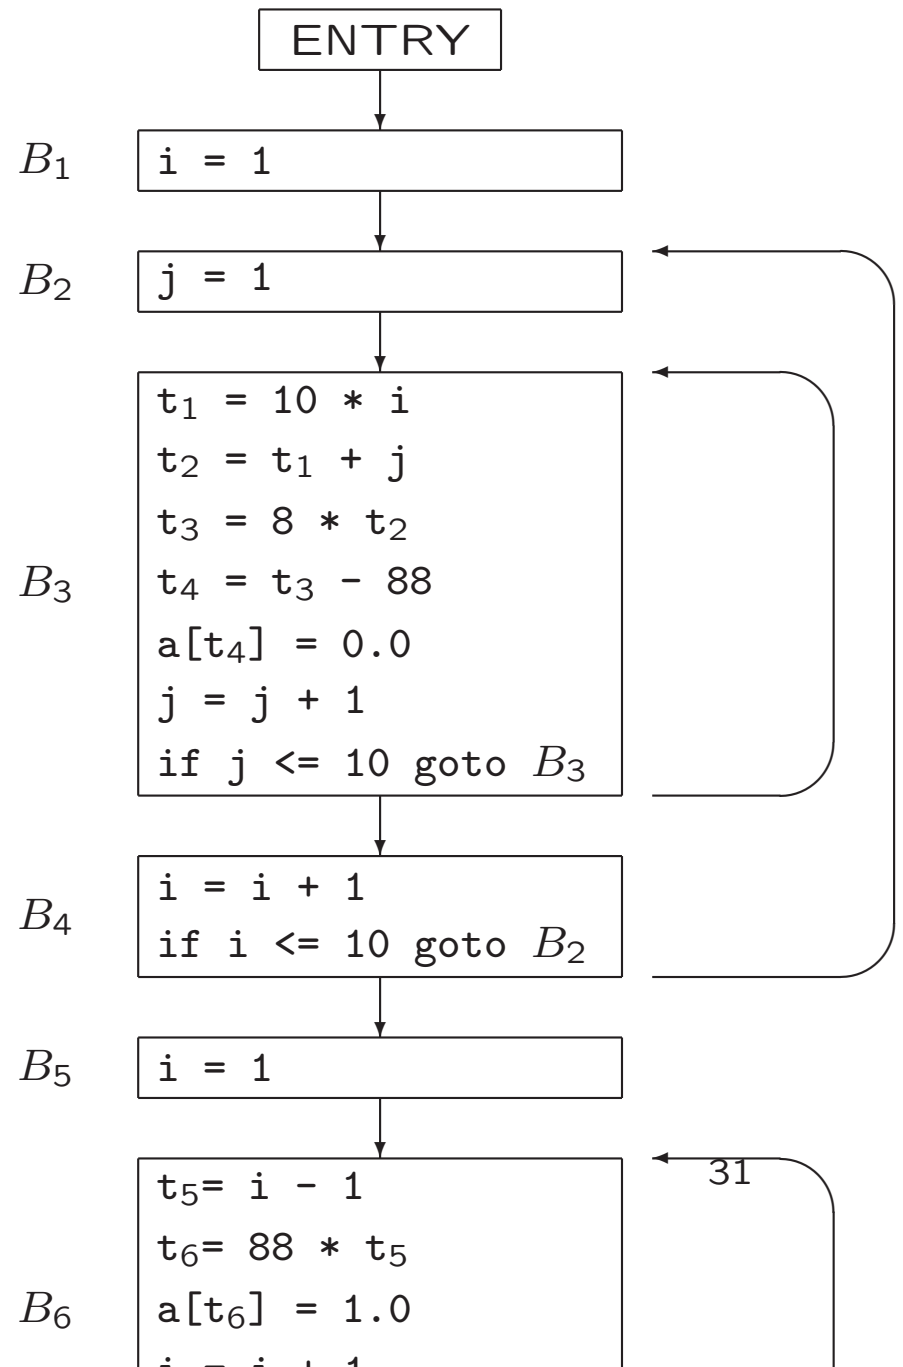 ENTRY
B₁ i = 1
B₂ j = 1
t₁ = 10 * i
t₂ = t₁ + j
t₃ = 8 * t₂
B₃ t₄ = t₃ - 88
a[t₄] = 0.0
j = j + 1
if j <= 10 goto B₃
i = i + 1
B₄ if i <= 10 goto B₂
B₅ i = 1
31
t₅= i - 1
t₆= 88 * t₅
B₆ a[t₆] = 1.0